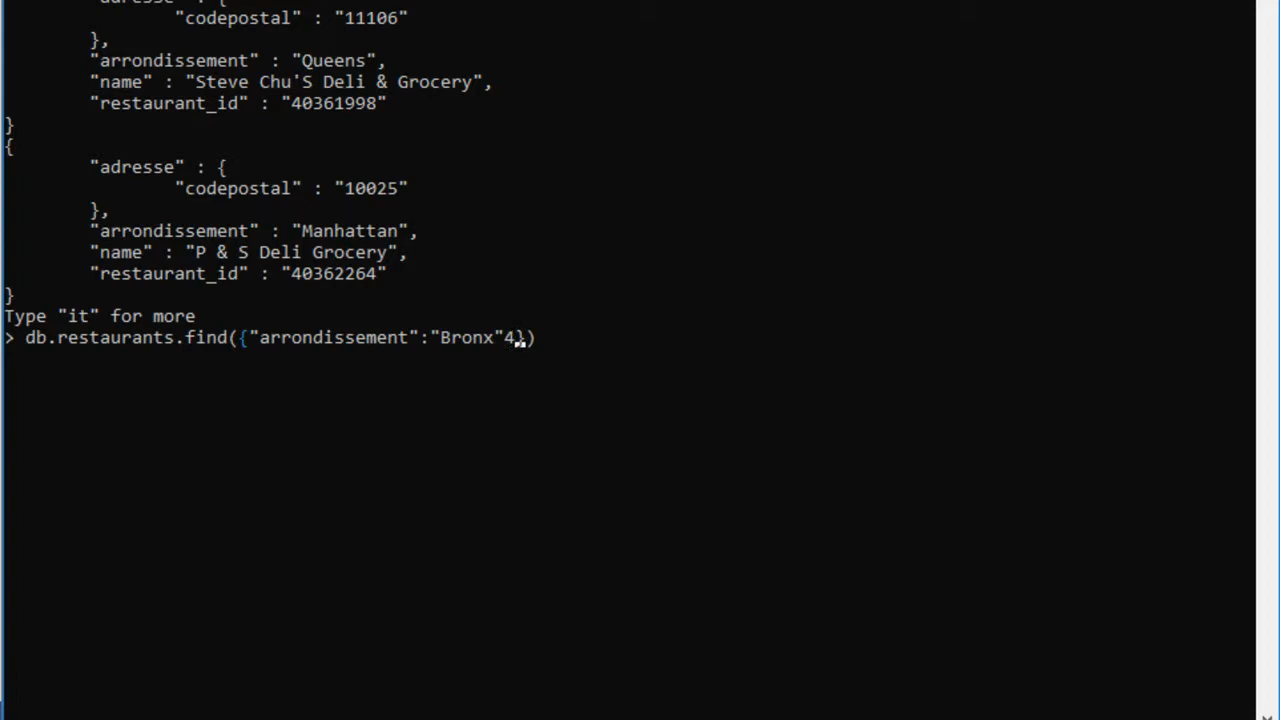 "adresse" : {
"codepostal" : "11106"
},
"arrondissement" : "Queens",
"name" : "Steve Chu'S Deli & Grocery",
"restaurant_id" : "40361998"
}
{
"adresse" : {
"codepostal" : "10025"
},
"arrondissement" : "Manhattan",
"name" : "P & S Deli Grocery",
"restaurant_id" : "40362264"
}
Type "it" for more
> db.restaurants.find({"arrondissement":"Bronx"4})